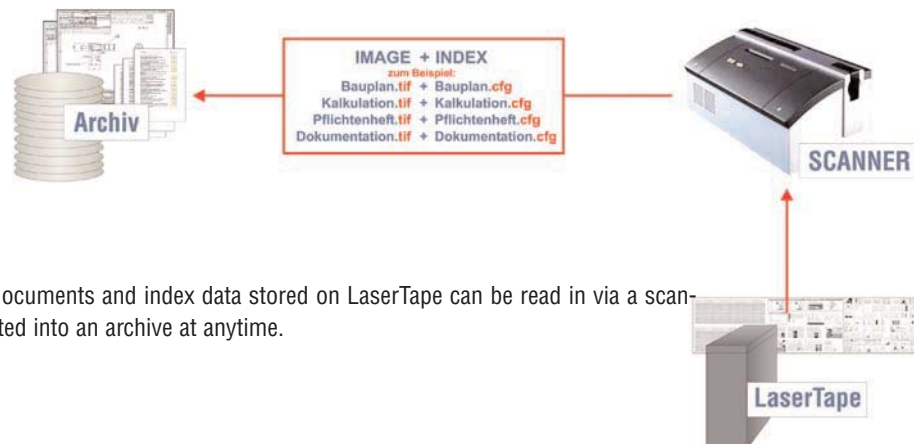 Archiv
IMAGE + INDEX
zum Beispiel:
Bauplan.tif + Bauplan.cfg
Kalkulation.tif + Kalkulation.cfg
Pflichtenheft.tif + Pflichtenheft.cfg
Dokumentation.tif + Dokumentation.cfg
SCANNER
ocuments and index data stored on LaserTape can be read in via a scan-
ted into an archive at anytime.
LaserTape